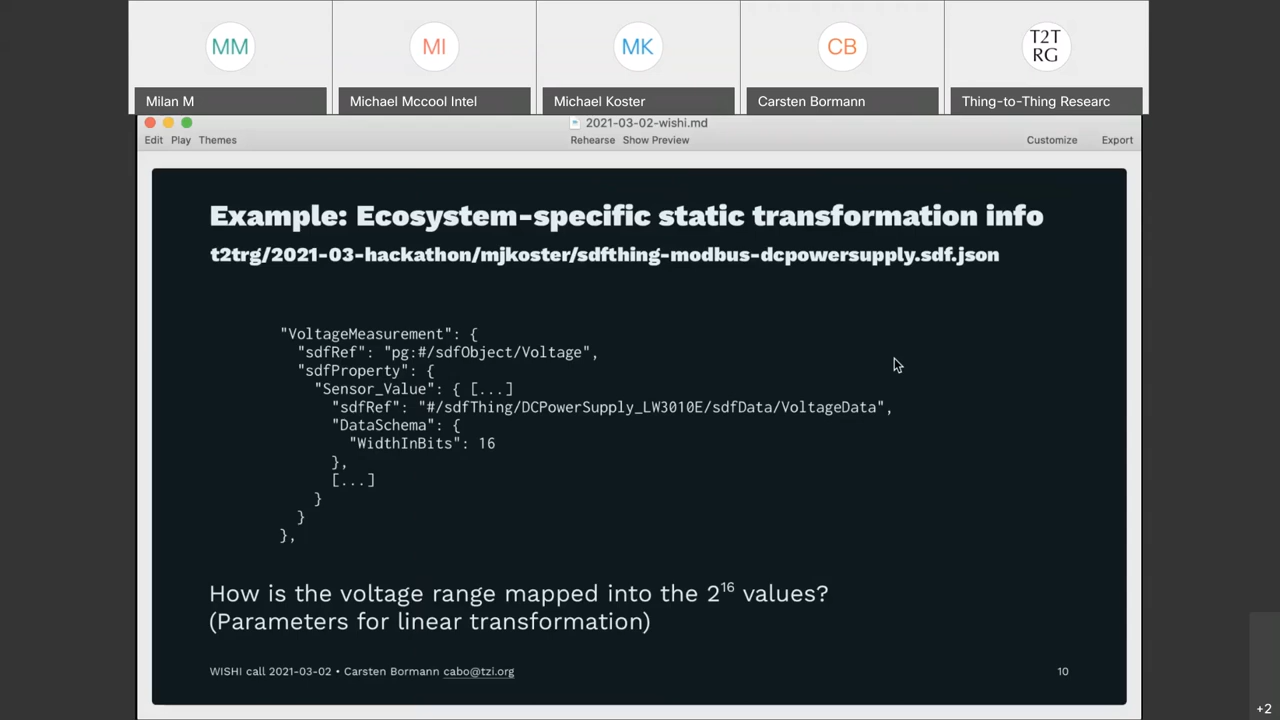 MM
MI
MK
CB
T2T
RG
Milan M
Michael Mccool Intel
Michael Koster
Carsten Bormann
Thing-to-Thing Researc
2021-03-02-wishi.md
Edit Play Themes
Rehearse Show Preview
Customize Export
Example: Ecosystem-specific static transformation info
t2trg/2021-03-hackathon/mjkoster/sdfthing-modbus-dcpowersupply.sdf.json
"VoltageMeasurement": {
"sdfRef": "pg:#/sdfObject/Voltage",
"sdfProperty": {
"Sensor_Value": { [...]
"sdfRef": "#/sdfThing/DCPowerSupply_LW3010E/sdfData/VoltageData",
"DataSchema": {
"WidthInBits": 16
},
[...]
}
}
},
How is the voltage range mapped into the 2¹⁶ values?
(Parameters for linear transformation)
WISHI call 2021-03-02 • Carsten Bormann cabo@tzi.org
10
+2